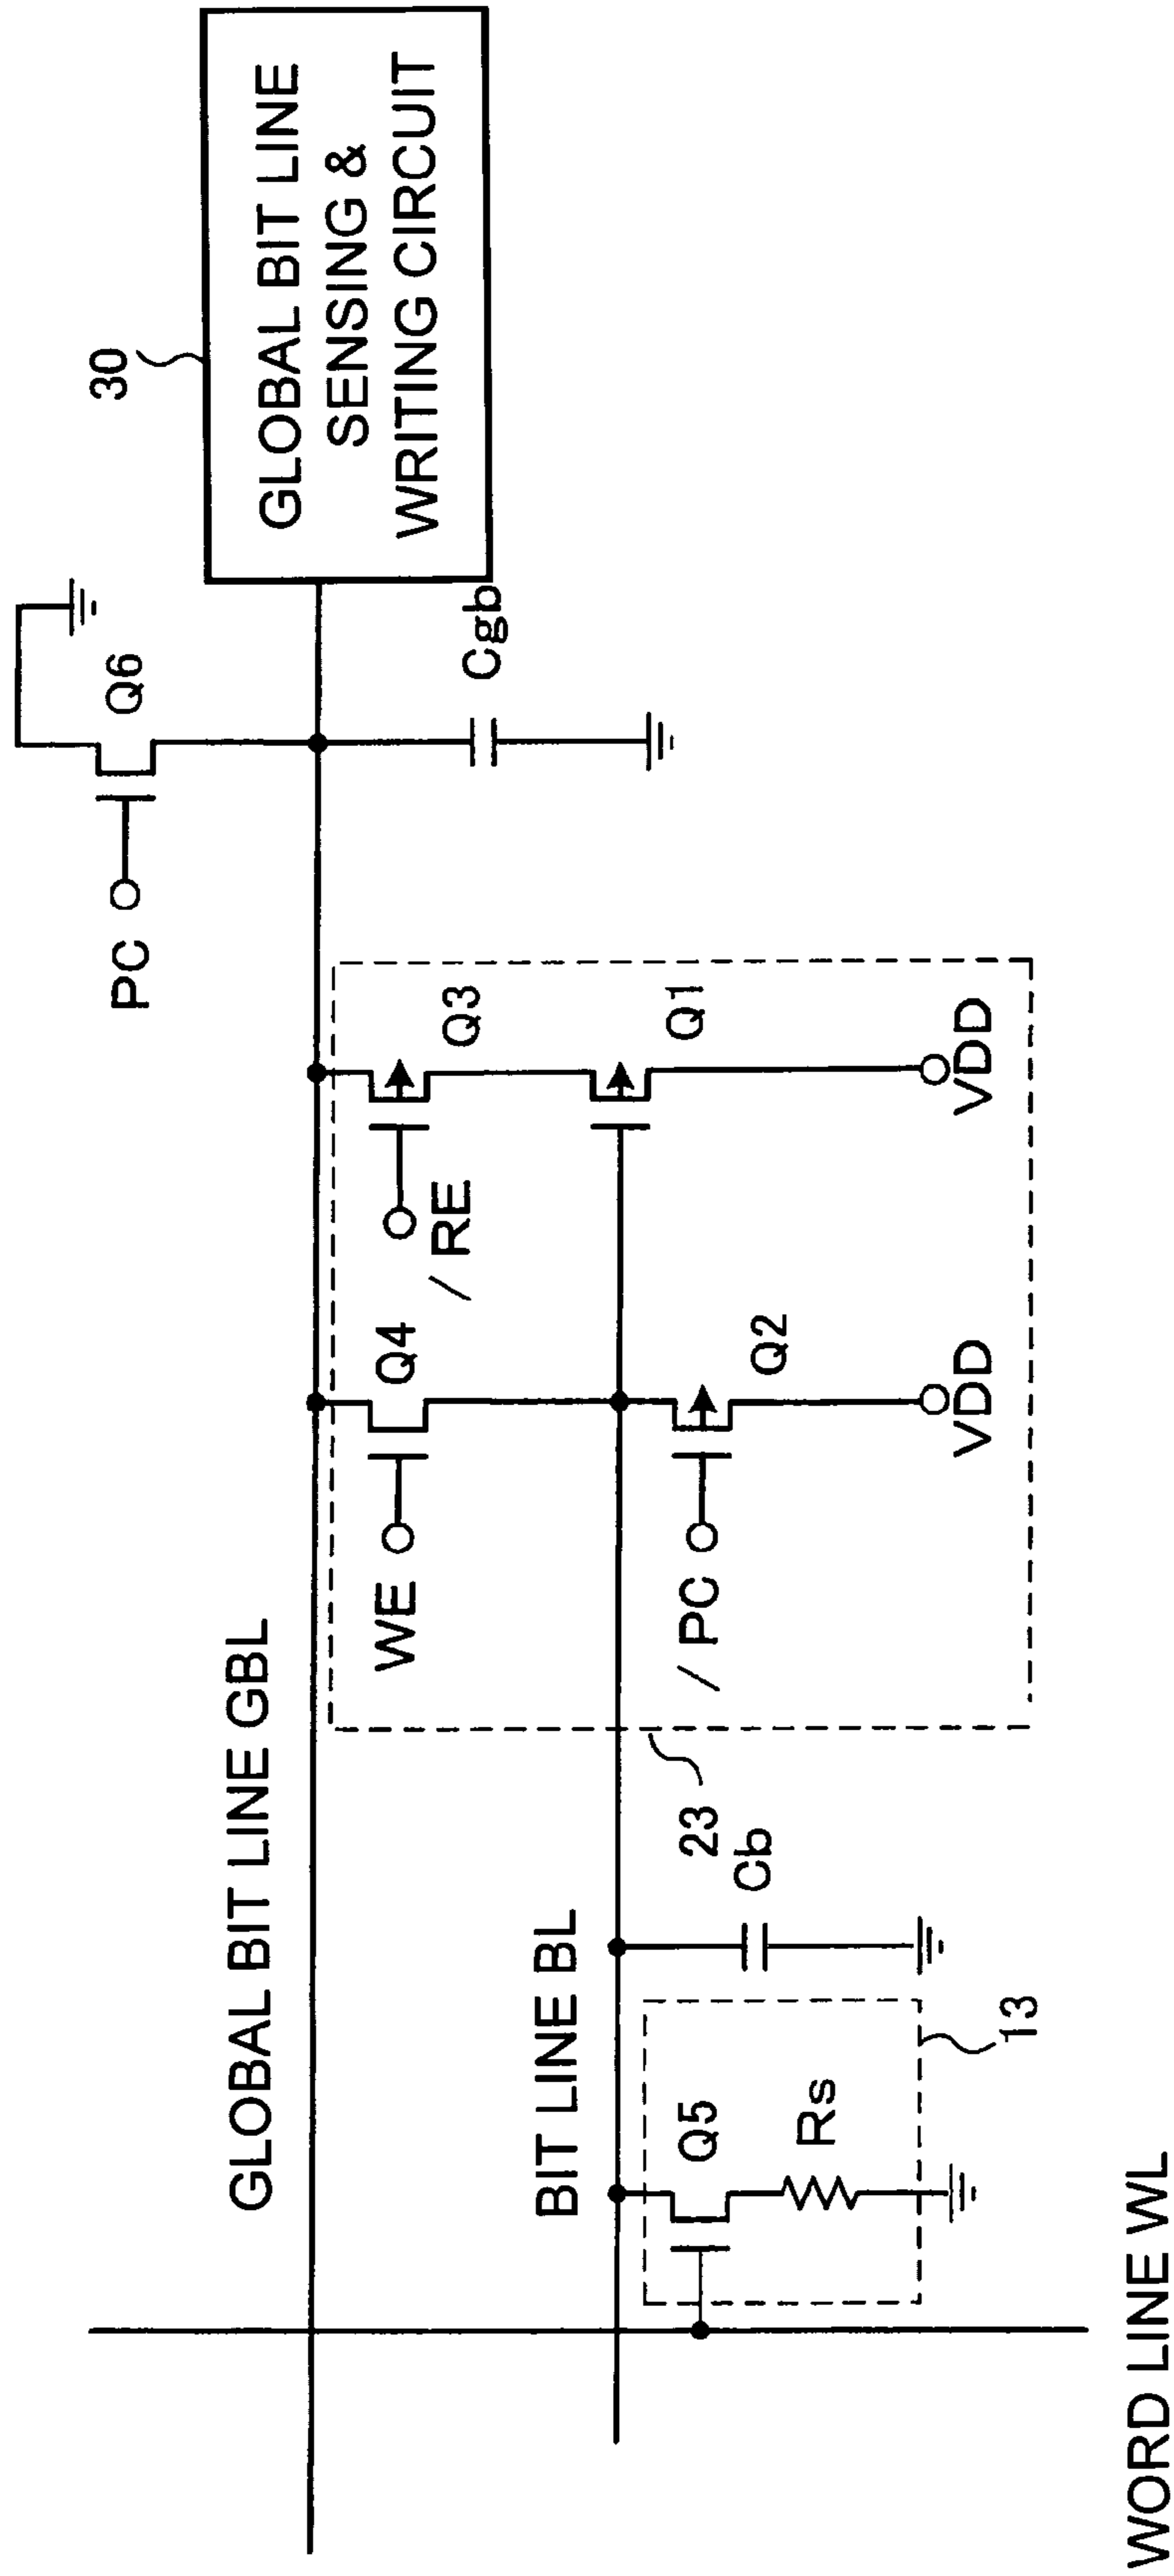 30
GLOBAL BIT LINE
SENSING &
WRITING CIRCUIT
PC
Q6
Cgb
GLOBAL BIT LINE GBL
WE
Q4
/ RE
Q3
Q1
VDD
/ PC
Q2
VDD
23
BIT LINE BL
Cb
Q5
Rs
13
WORD LINE WL